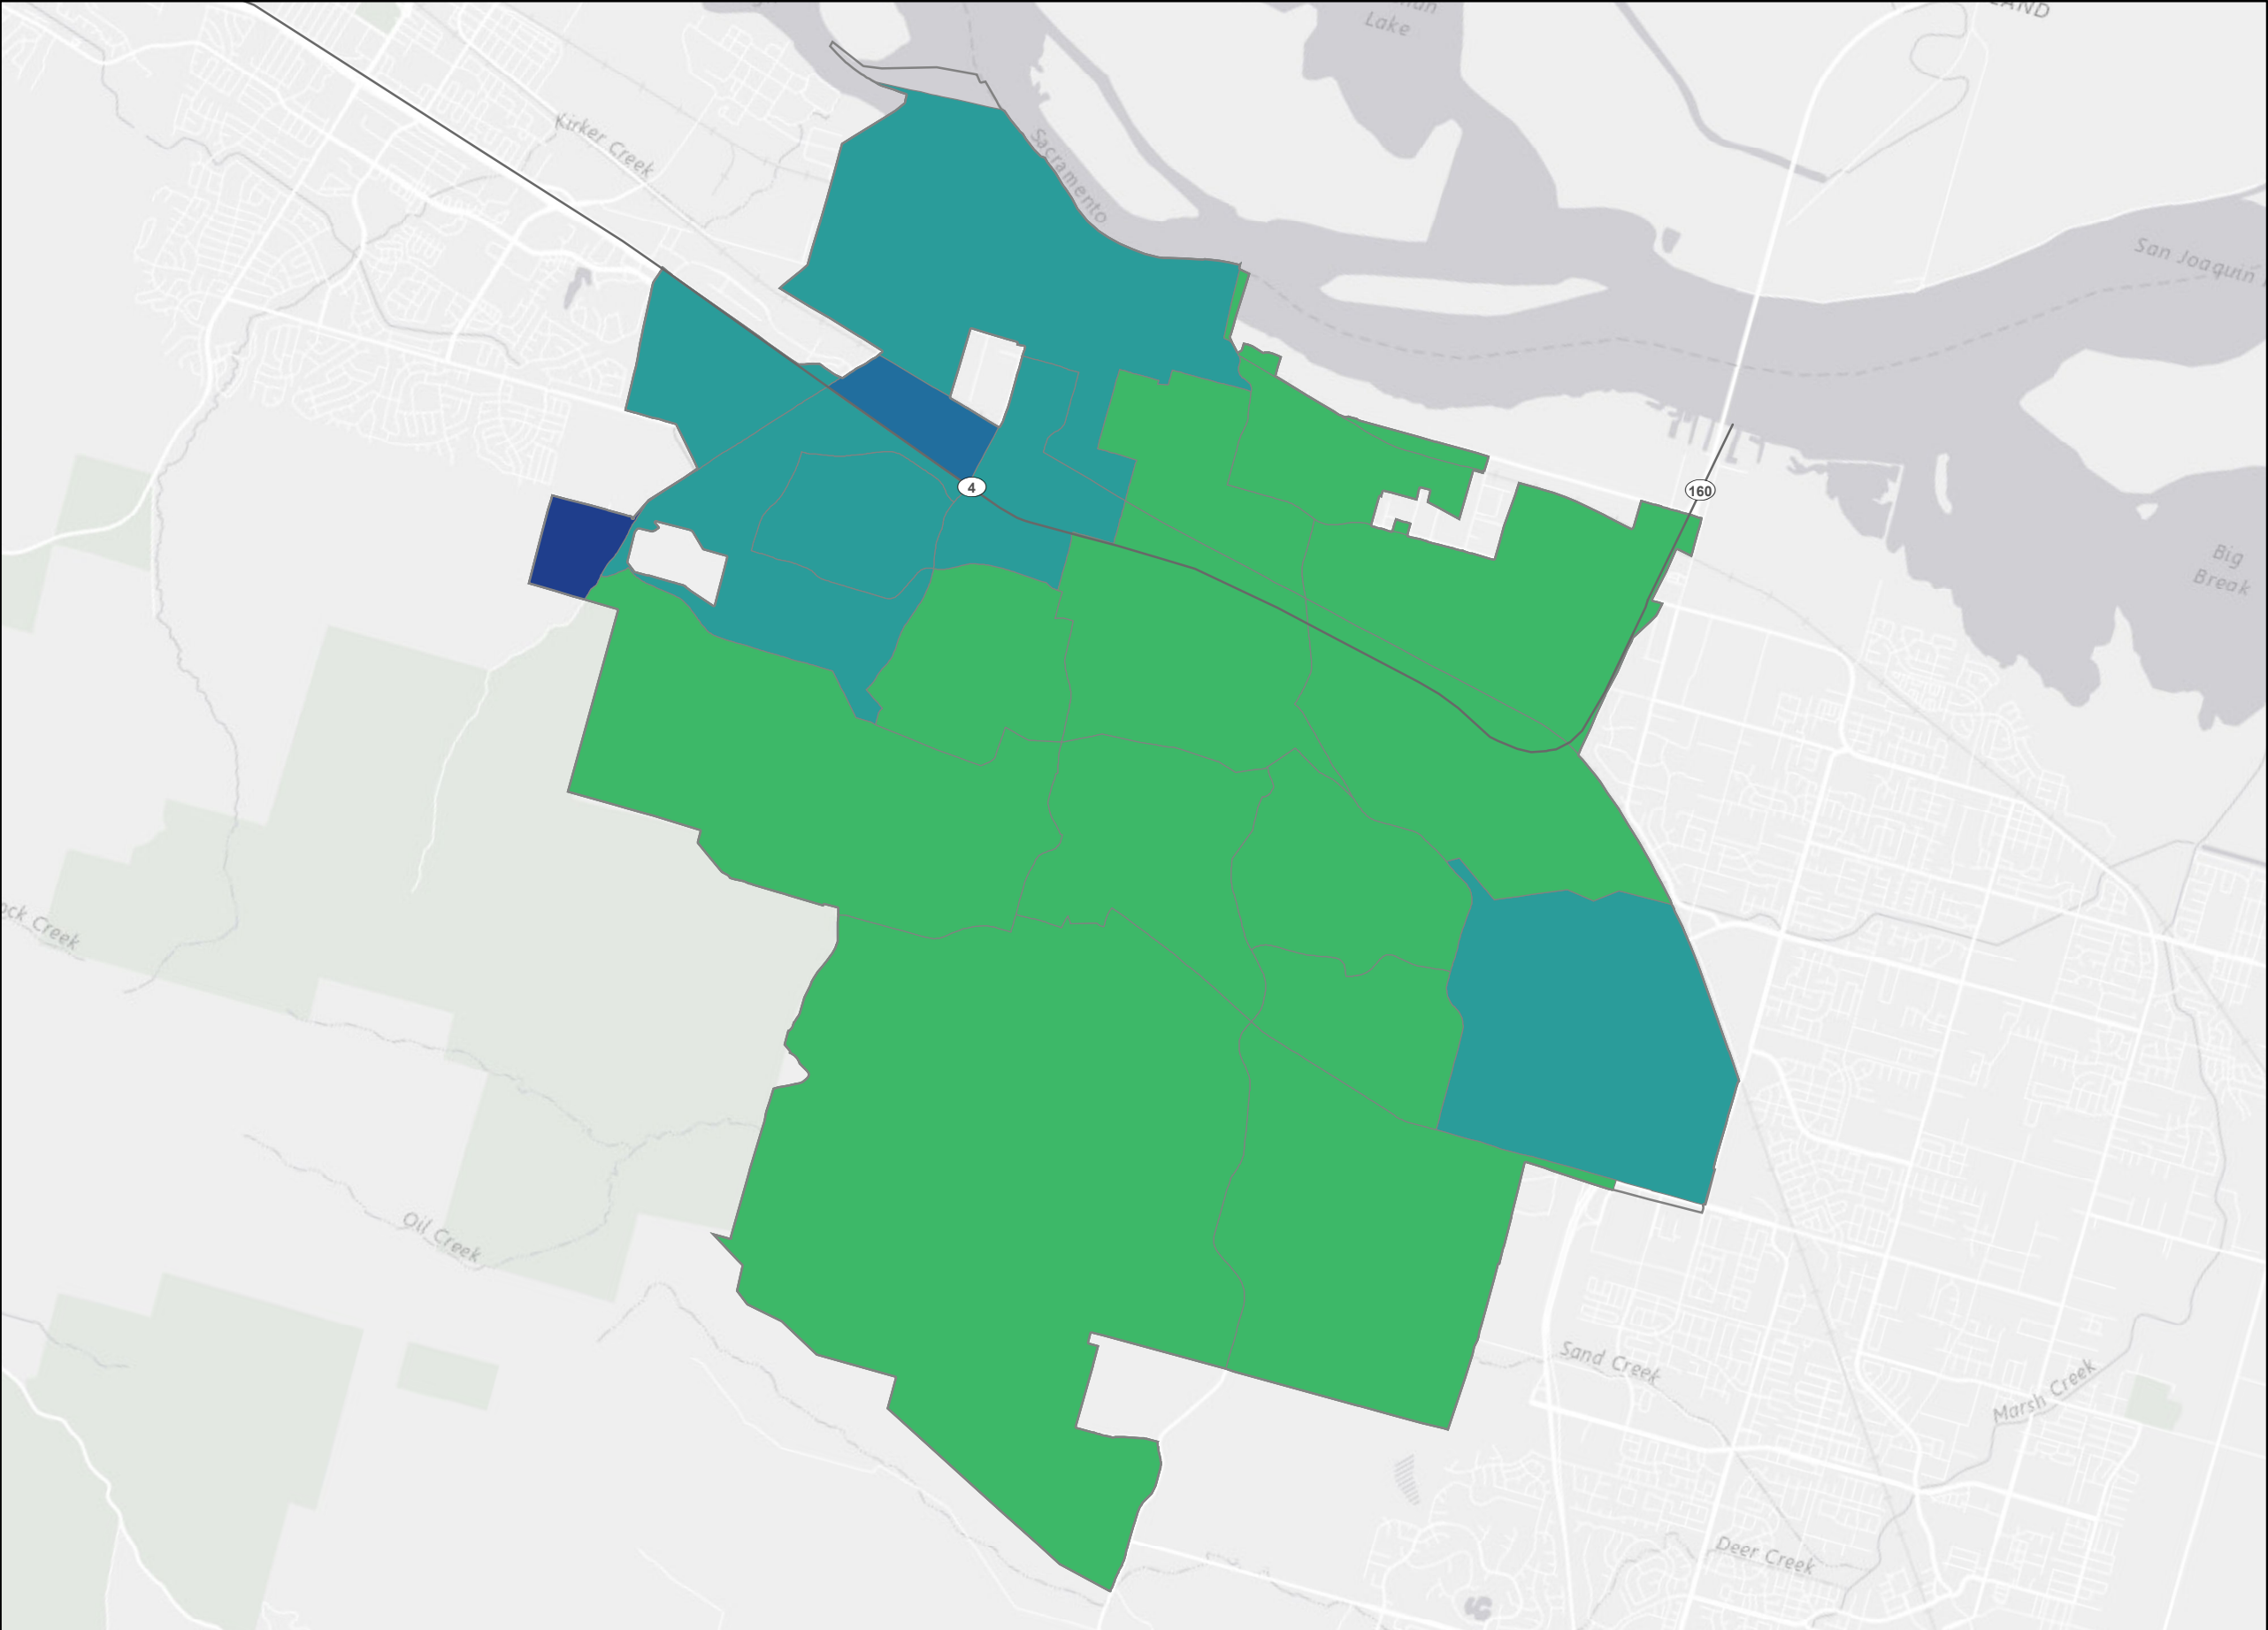 Lake
Kirker Creek
Sacramento
San Joaquin
4
160
Big
Break
ock Creek
Oil Creek
Sand Creek
Marsh Creek
Deer Creek